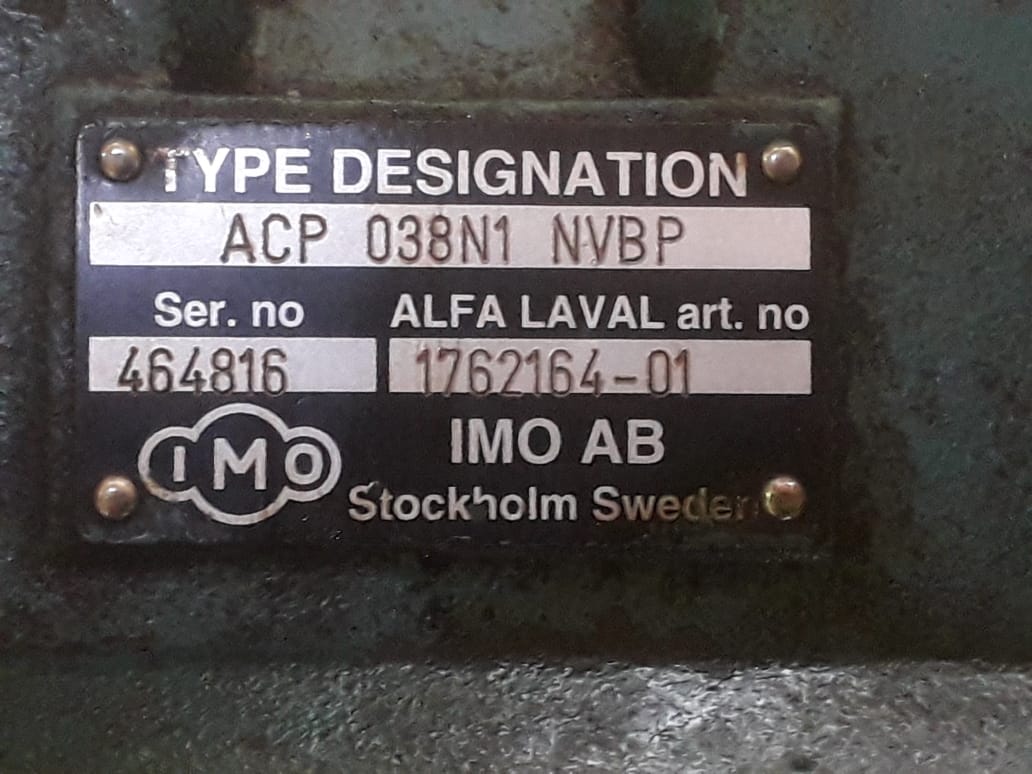 TYPE DESIGNATION
ACP 038N1 NVBP
Ser. no ALFA LAVAL art. no
464816 1762164-01
IMO IMO AB
Stockholm Sweden